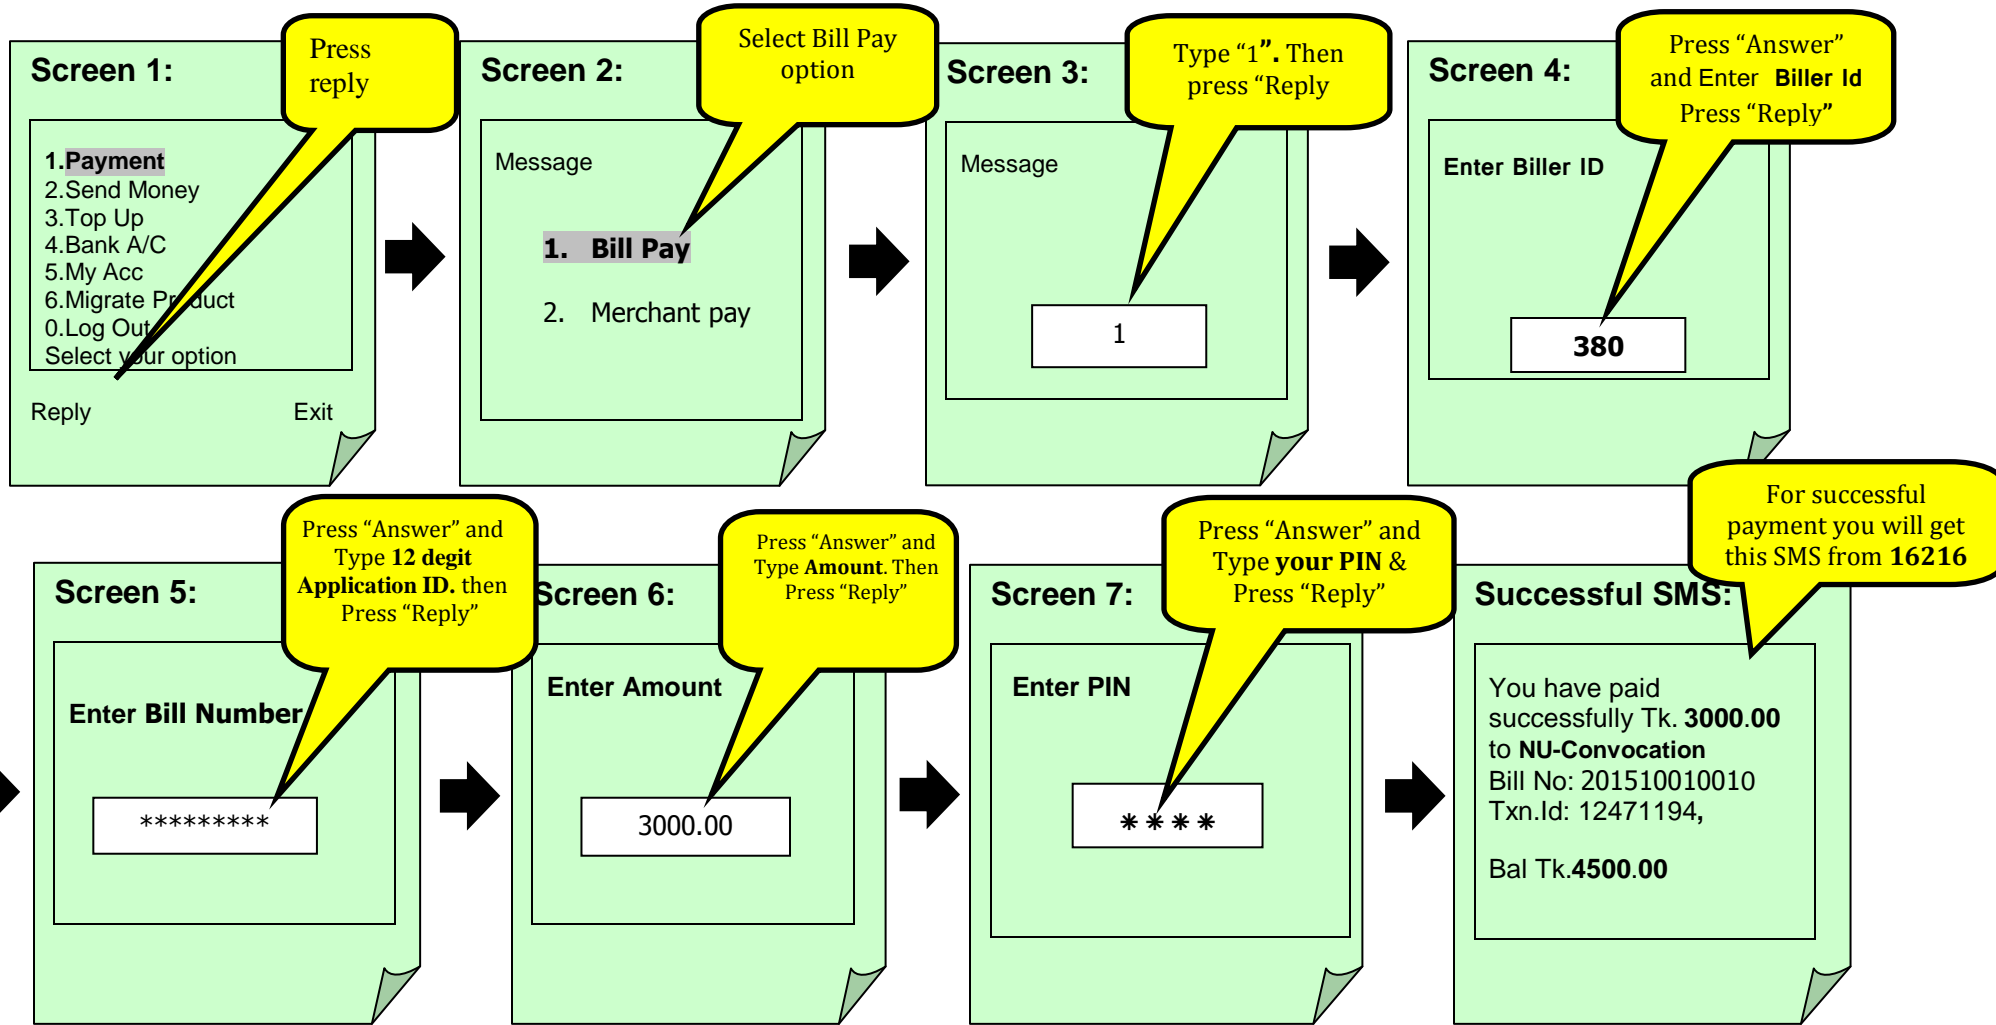 Press
reply
Screen 1:
1.Payment
2.Send Money
3.Top Up
4.Bank A/C
5.My Acc
6.Migrate Product
0.Log Out
Select your option
Reply Exit
Select Bill Pay
option
Screen 2:
Message
1. Bill Pay
2. Merchant pay
Type “1”. Then
press “Reply
Screen 3:
Message
1
Press “Answer”
and Enter Biller Id
Press “Reply”
Screen 4:
Enter Biller ID
380
Press “Answer” and
Type 12 degit
Application ID. then
Press “Reply”
Screen 5:
Enter Bill Number
*********
Press “Answer” and
Type Amount. Then
Press “Reply”
Screen 6:
Enter Amount
3000.00
Press “Answer” and
Type your PIN &
Press “Reply”
Screen 7:
Enter PIN
****
For successful
payment you will get
this SMS from 16216
Successful SMS:
You have paid
successfully Tk. 3000.00
to NU-Convocation
Bill No: 201510010010
Txn.Id: 12471194,
Bal Tk.4500.00